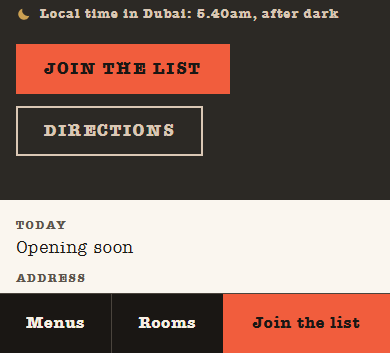 Local time in Dubai: 5.40am, after dark
JOIN THE LIST
DIRECTIONS
TODAY
Opening soon
ADDRESS
Menus
Rooms
Join the list